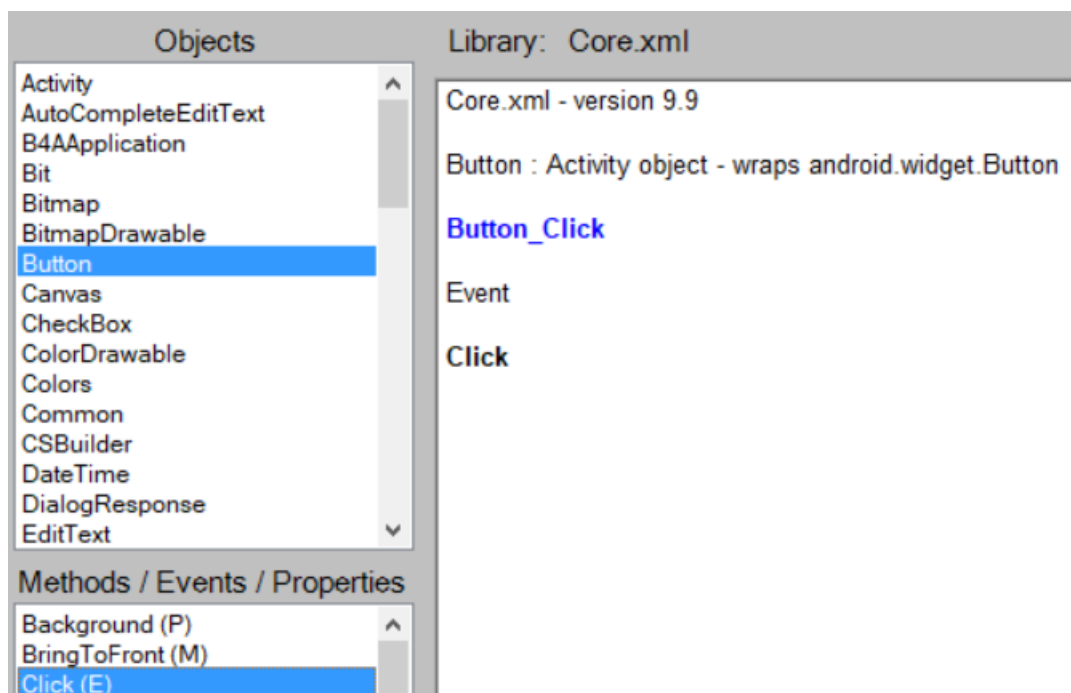 Objects
Activity
AutoCompleteEditText
B4AApplication
Bit
Bitmap
BitmapDrawable
Button
Canvas
CheckBox
ColorDrawable
Colors
Common
CSBuilder
DateTime
DialogResponse
EditText
Methods / Events / Properties
Background (P)
BringToFront (M)
Click (E)
Library: Core.xml
Core.xml - version 9.9
Button : Activity object - wraps android.widget.Button
Button_Click
Event
Click